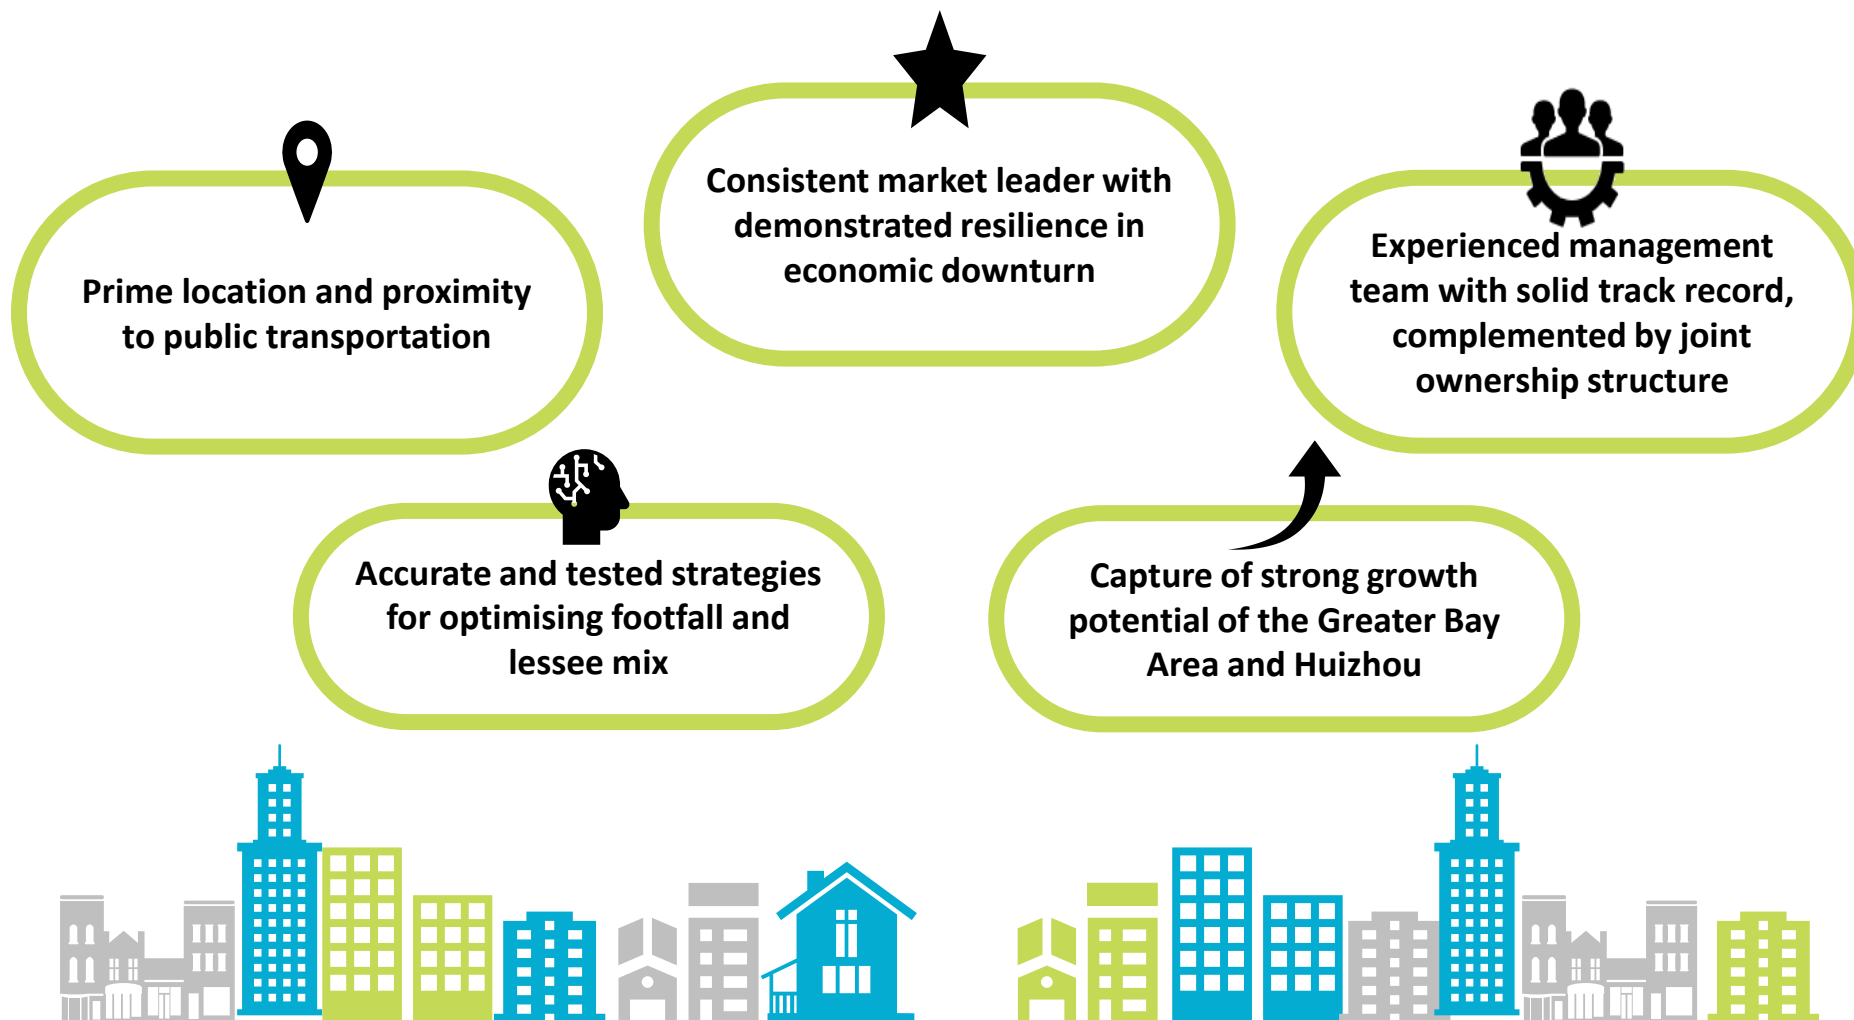 Consistent market leader with
demonstrated resilience in
economic downturn
Prime location and proximity
to public transportation
Experienced management
team with solid track record,
complemented by joint
ownership structure
Accurate and tested strategies
for optimising footfall and
lessee mix
Capture of strong growth
potential of the Greater Bay
Area and Huizhou